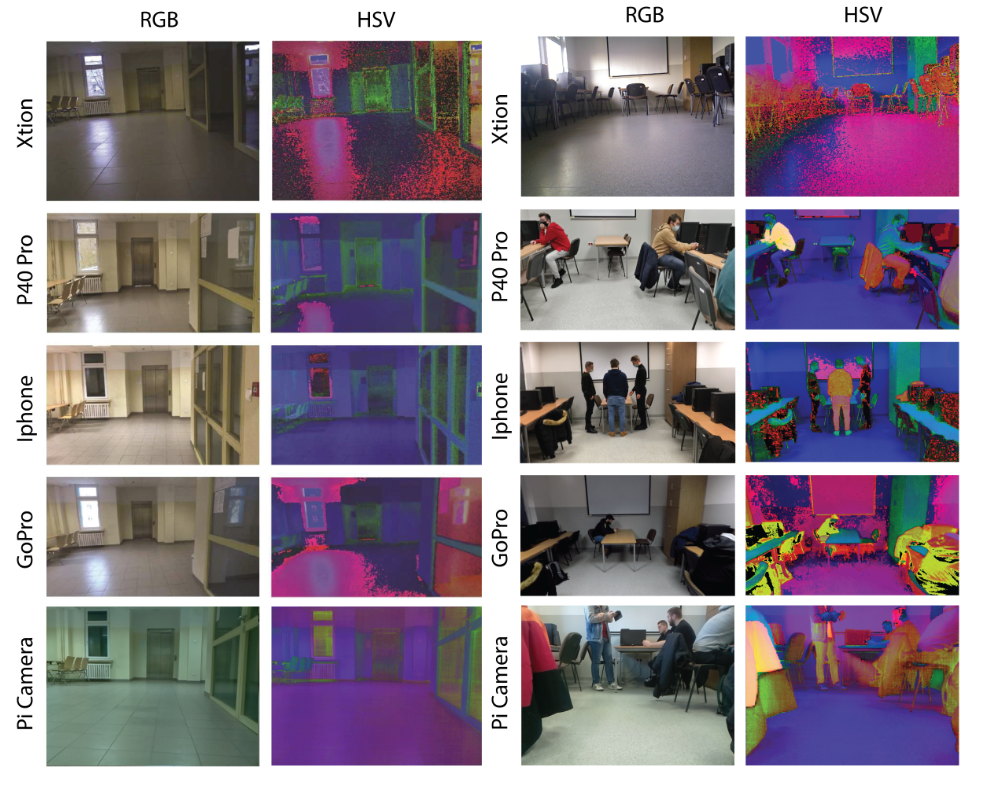 RGB
HSV
RGB
HSV
Xtion
Xtion
P40 Pro
P40 Pro
Iphone
Iphone
GoPro
GoPro
Pi Camera
Pi Camera